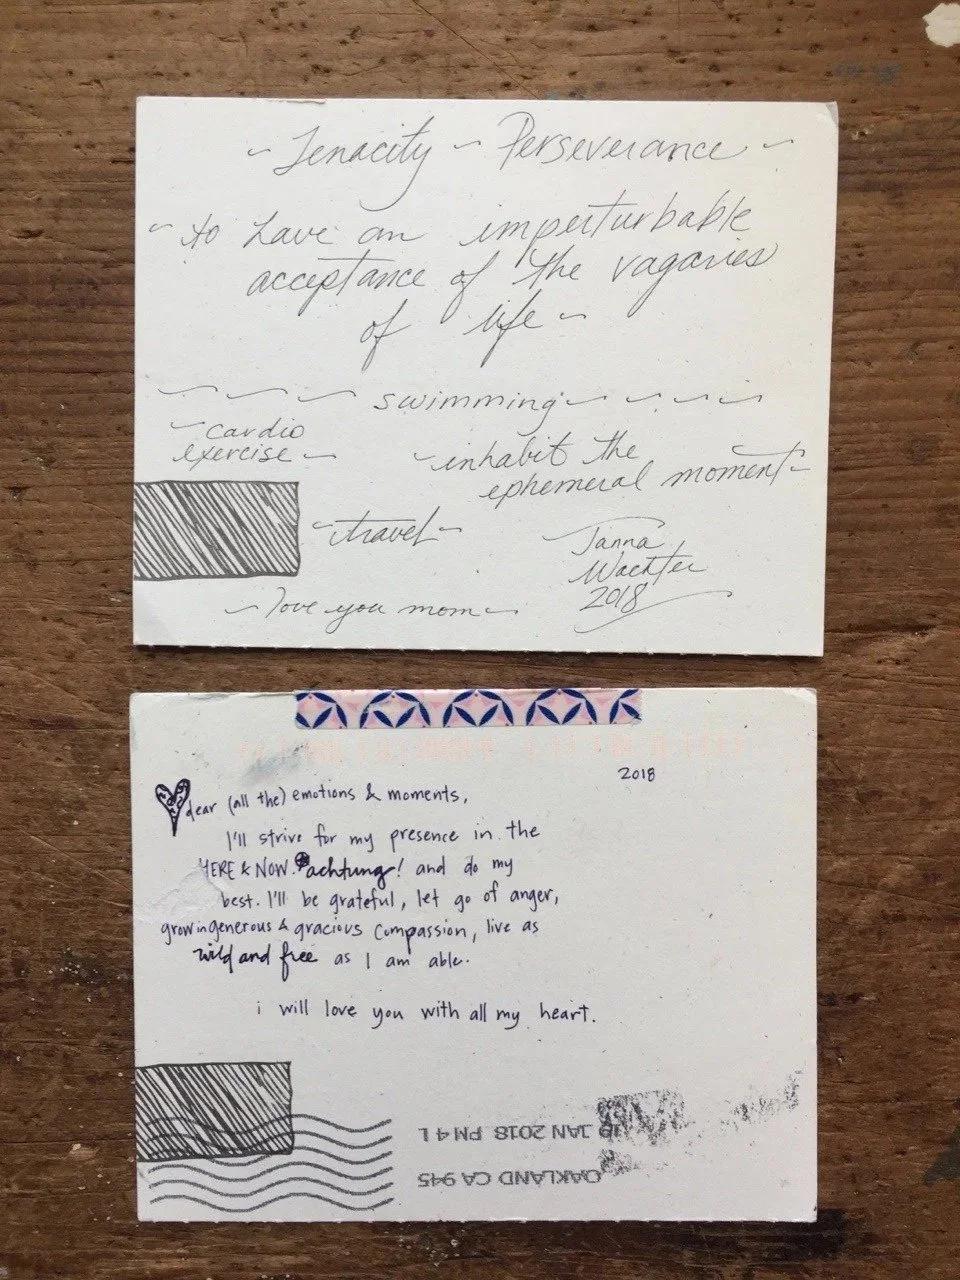 ~ Tenacity ~ Perseverance ~
~ to have an imperturbable
acceptance of the vagaries
of life ~
swimming
~ cardio
exercise ~
~ inhabit the
ephemeral moment ~
~ travel ~
Janna
Wachter
2018
~ love you mom ~
2018
dear (all the) emotions & moments,
I'll strive for my presence in the
HERE & NOW. achtung! and do my
best. I'll be grateful, let go of anger,
grow in generous & gracious compassion, live as
wild and free as I am able.
i will love you with all my heart.
OAKLAND CA 945
JAN 2018 PM 4 L